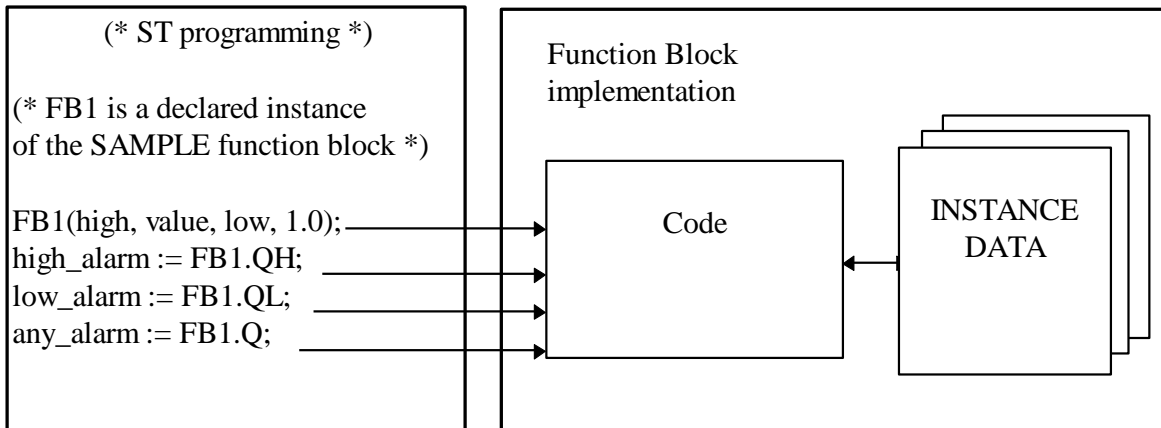 (* ST programming *)
(* FB1 is a declared instance
of the SAMPLE function block *)
FB1(high, value, low, 1.0);
high_alarm := FB1.QH;
low_alarm := FB1.QL;
any_alarm := FB1.Q;
Function Block
implementation
Code
INSTANCE
DATA